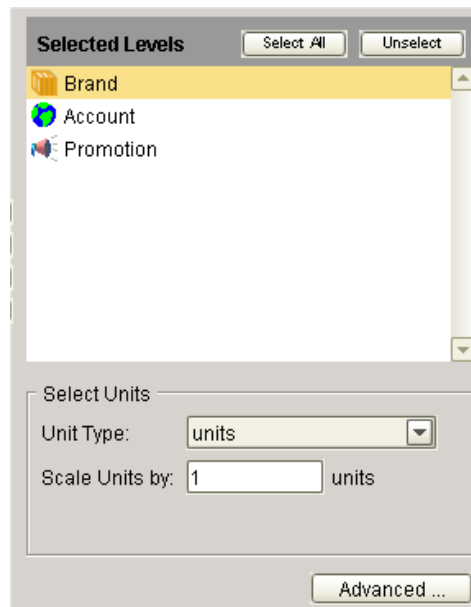 Selected Levels Select All Unselect
Brand
Account
Promotion
Select Units
Unit Type: units
Scale Units by: 1 units
Advanced ...